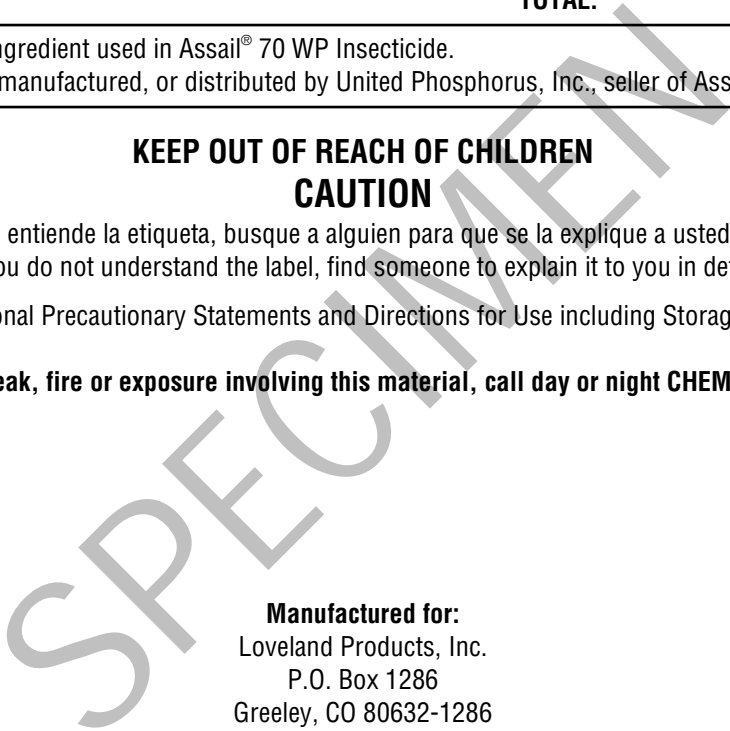 TOTAL:
ngredient used in Assail® 70 WP Insecticide.
manufactured, or distributed by United Phosphorus, Inc., seller of Ass
KEEP OUT OF REACH OF CHILDREN
CAUTION
entiende la etiqueta, busque a alguien para que se la explique a usted
ou do not understand the label, find someone to explain it to you in det
onal Precautionary Statements and Directions for Use including Storag
eak, fire or exposure involving this material, call day or night CHEM
SPECIMEN
Manufactured for:
Loveland Products, Inc.
P.O. Box 1286
Greeley, CO 80632-1286